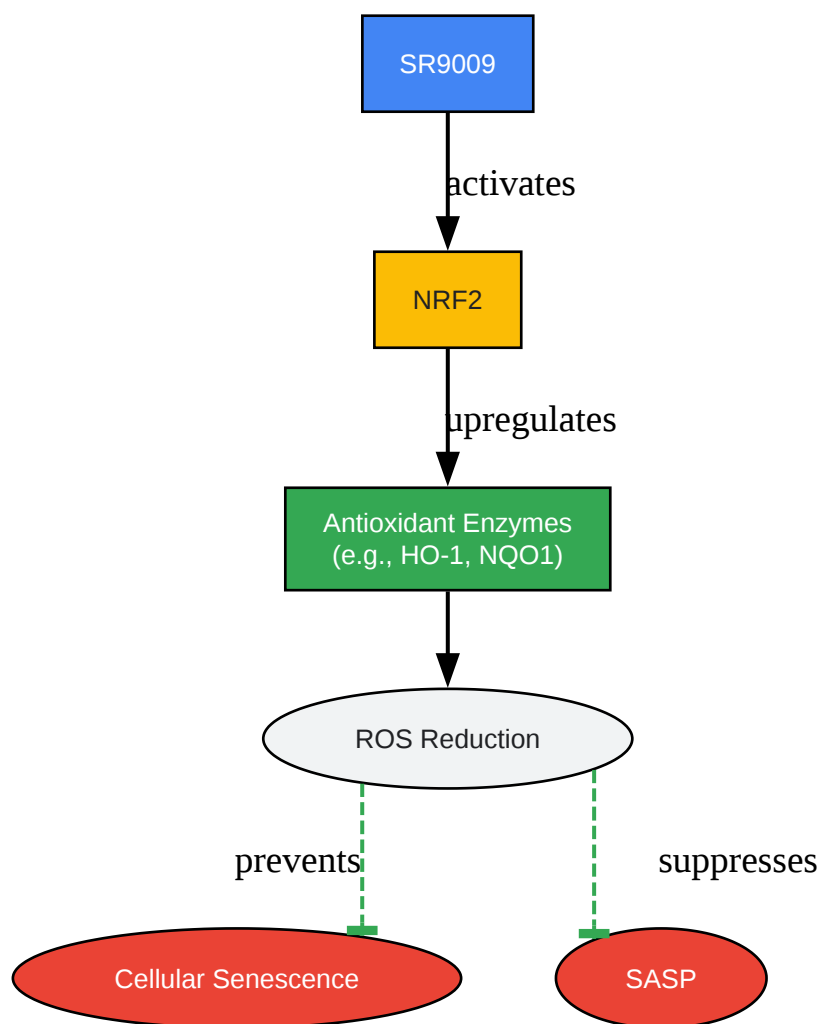 SR9009
activates
NRF2
upregulates
Antioxidant Enzymes
(e.g., HO-1, NQO1)
ROS Reduction
prevents
suppresses
Cellular Senescence
SASP